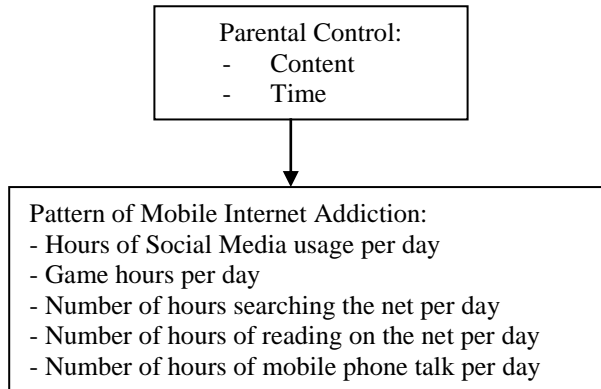 Parental Control:
- Content
- Time
Pattern of Mobile Internet Addiction:
- Hours of Social Media usage per day
- Game hours per day
- Number of hours searching the net per day
- Number of hours of reading on the net per day
- Number of hours of mobile phone talk per day